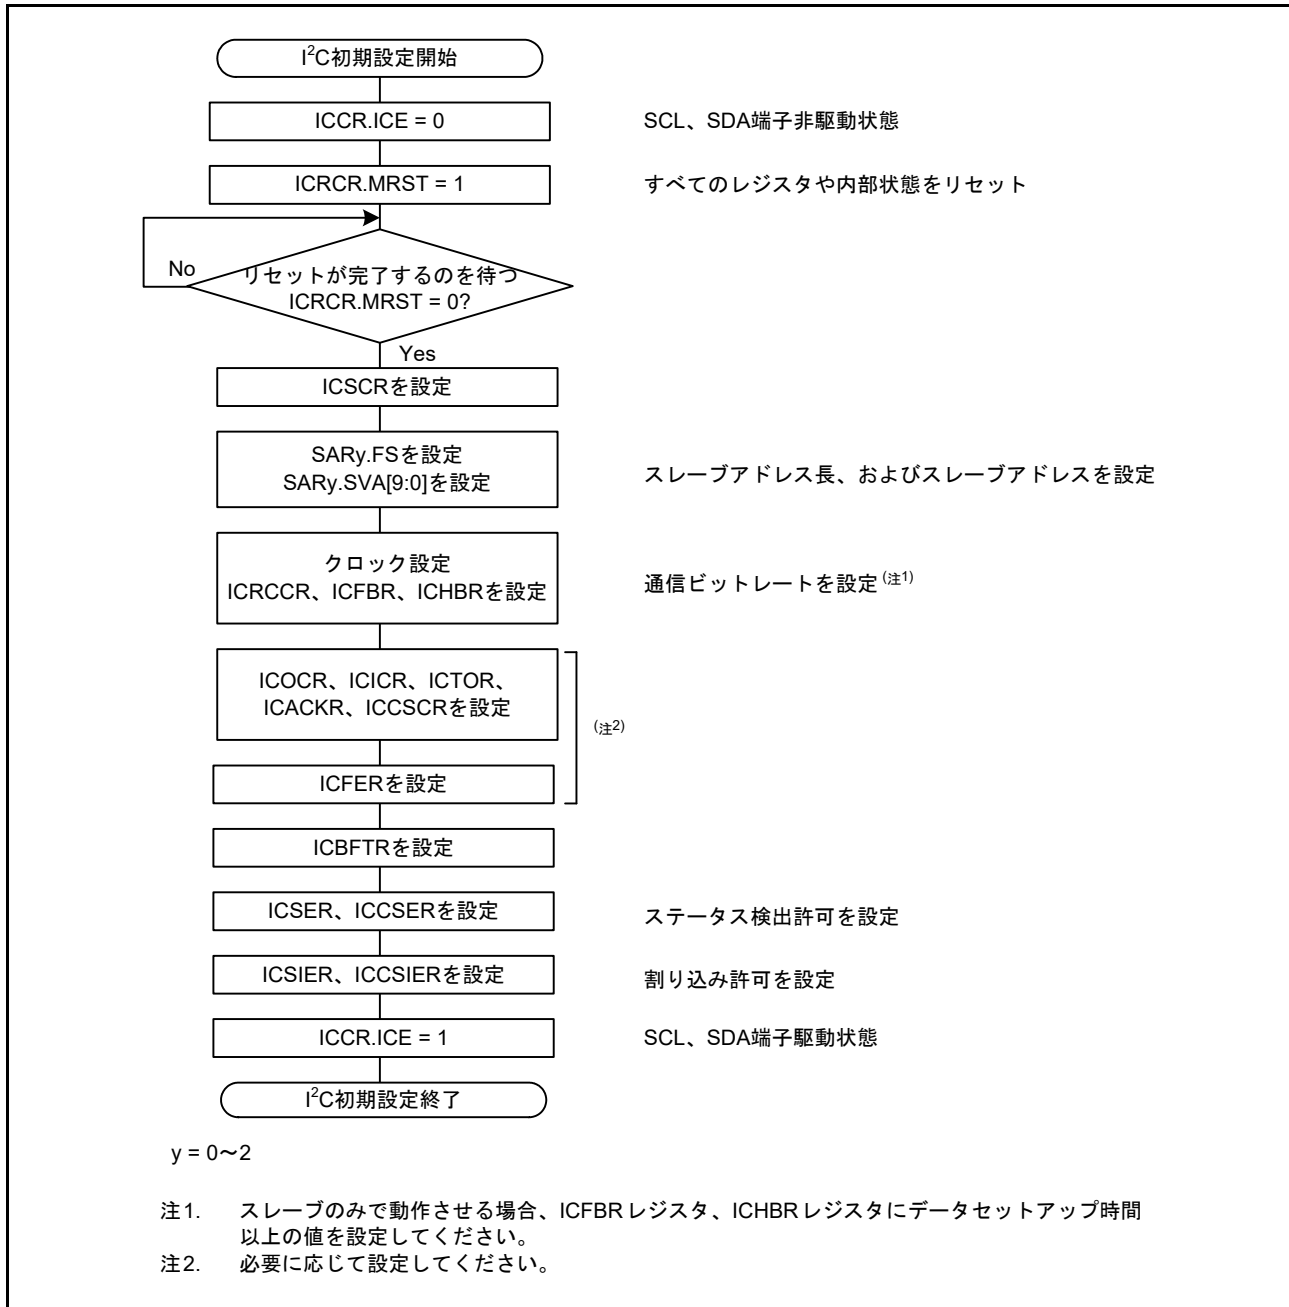 I²C初期設定開始
ICCR.ICE = 0
SCL、SDA端子非駆動状態
ICRCR.MRST = 1
すべてのレジスタや内部状態をリセット
No
リセットが完了するのを待つ
ICRCR.MRST = 0?
Yes
ICSCRを設定
SARy.FSを設定
SARy.SVA[9:0]を設定
スレーブアドレス長、およびスレーブアドレスを設定
クロック設定
ICRCCR、ICFBR、ICHBRを設定
通信ビットレートを設定(注1)
ICOCR、ICICR、ICTOR、
ICACKR、ICCSCRを設定
(注2)
ICFERを設定
ICBFTRを設定
ICSER、ICCSERを設定
ステータス検出許可を設定
ICSIER、ICCSIERを設定
割り込み許可を設定
ICCR.ICE = 1
SCL、SDA端子駆動状態
I²C初期設定終了
y = 0～2
注1. スレーブのみで動作させる場合、ICFBRレジスタ、ICHBRレジスタにデータセットアップ時間
以上の値を設定してください。
注2. 必要に応じて設定してください。